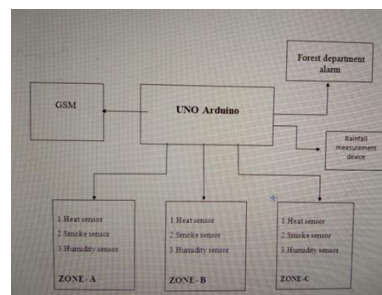 Forest department
alarm
GSM
UNO Arduino
Rainfall
measurement
device
1.Heat sensor
2.Smoke sensor
3.Humidity sensor
ZONE- A
1.Heat sensor
2.Smoke sensor
3.Humidity sensor
ZONE- B
1.Heat sensor
2.Smoke sensor
3.Humidity sensor
ZONE-C